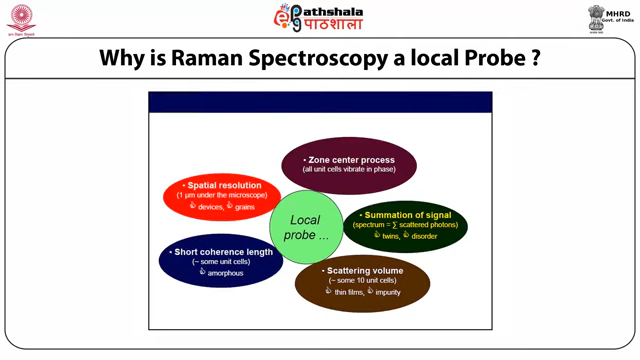 Pathshala
पाठशाला
MHRD
Govt. of India
Why is Raman Spectroscopy a local Probe ?
• Zone center process
(all unit cells vibrate in phase)
• Spatial resolution
(1 µm under the microscope)
devices, grains
• Summation of signal
(spectrum = ∑ scattered photons)
twins, disorder
Local
probe ...
• Short coherence length
(~ some unit cells)
amorphous
• Scattering volume
(~ some 10 unit cells)
thin films, impurity